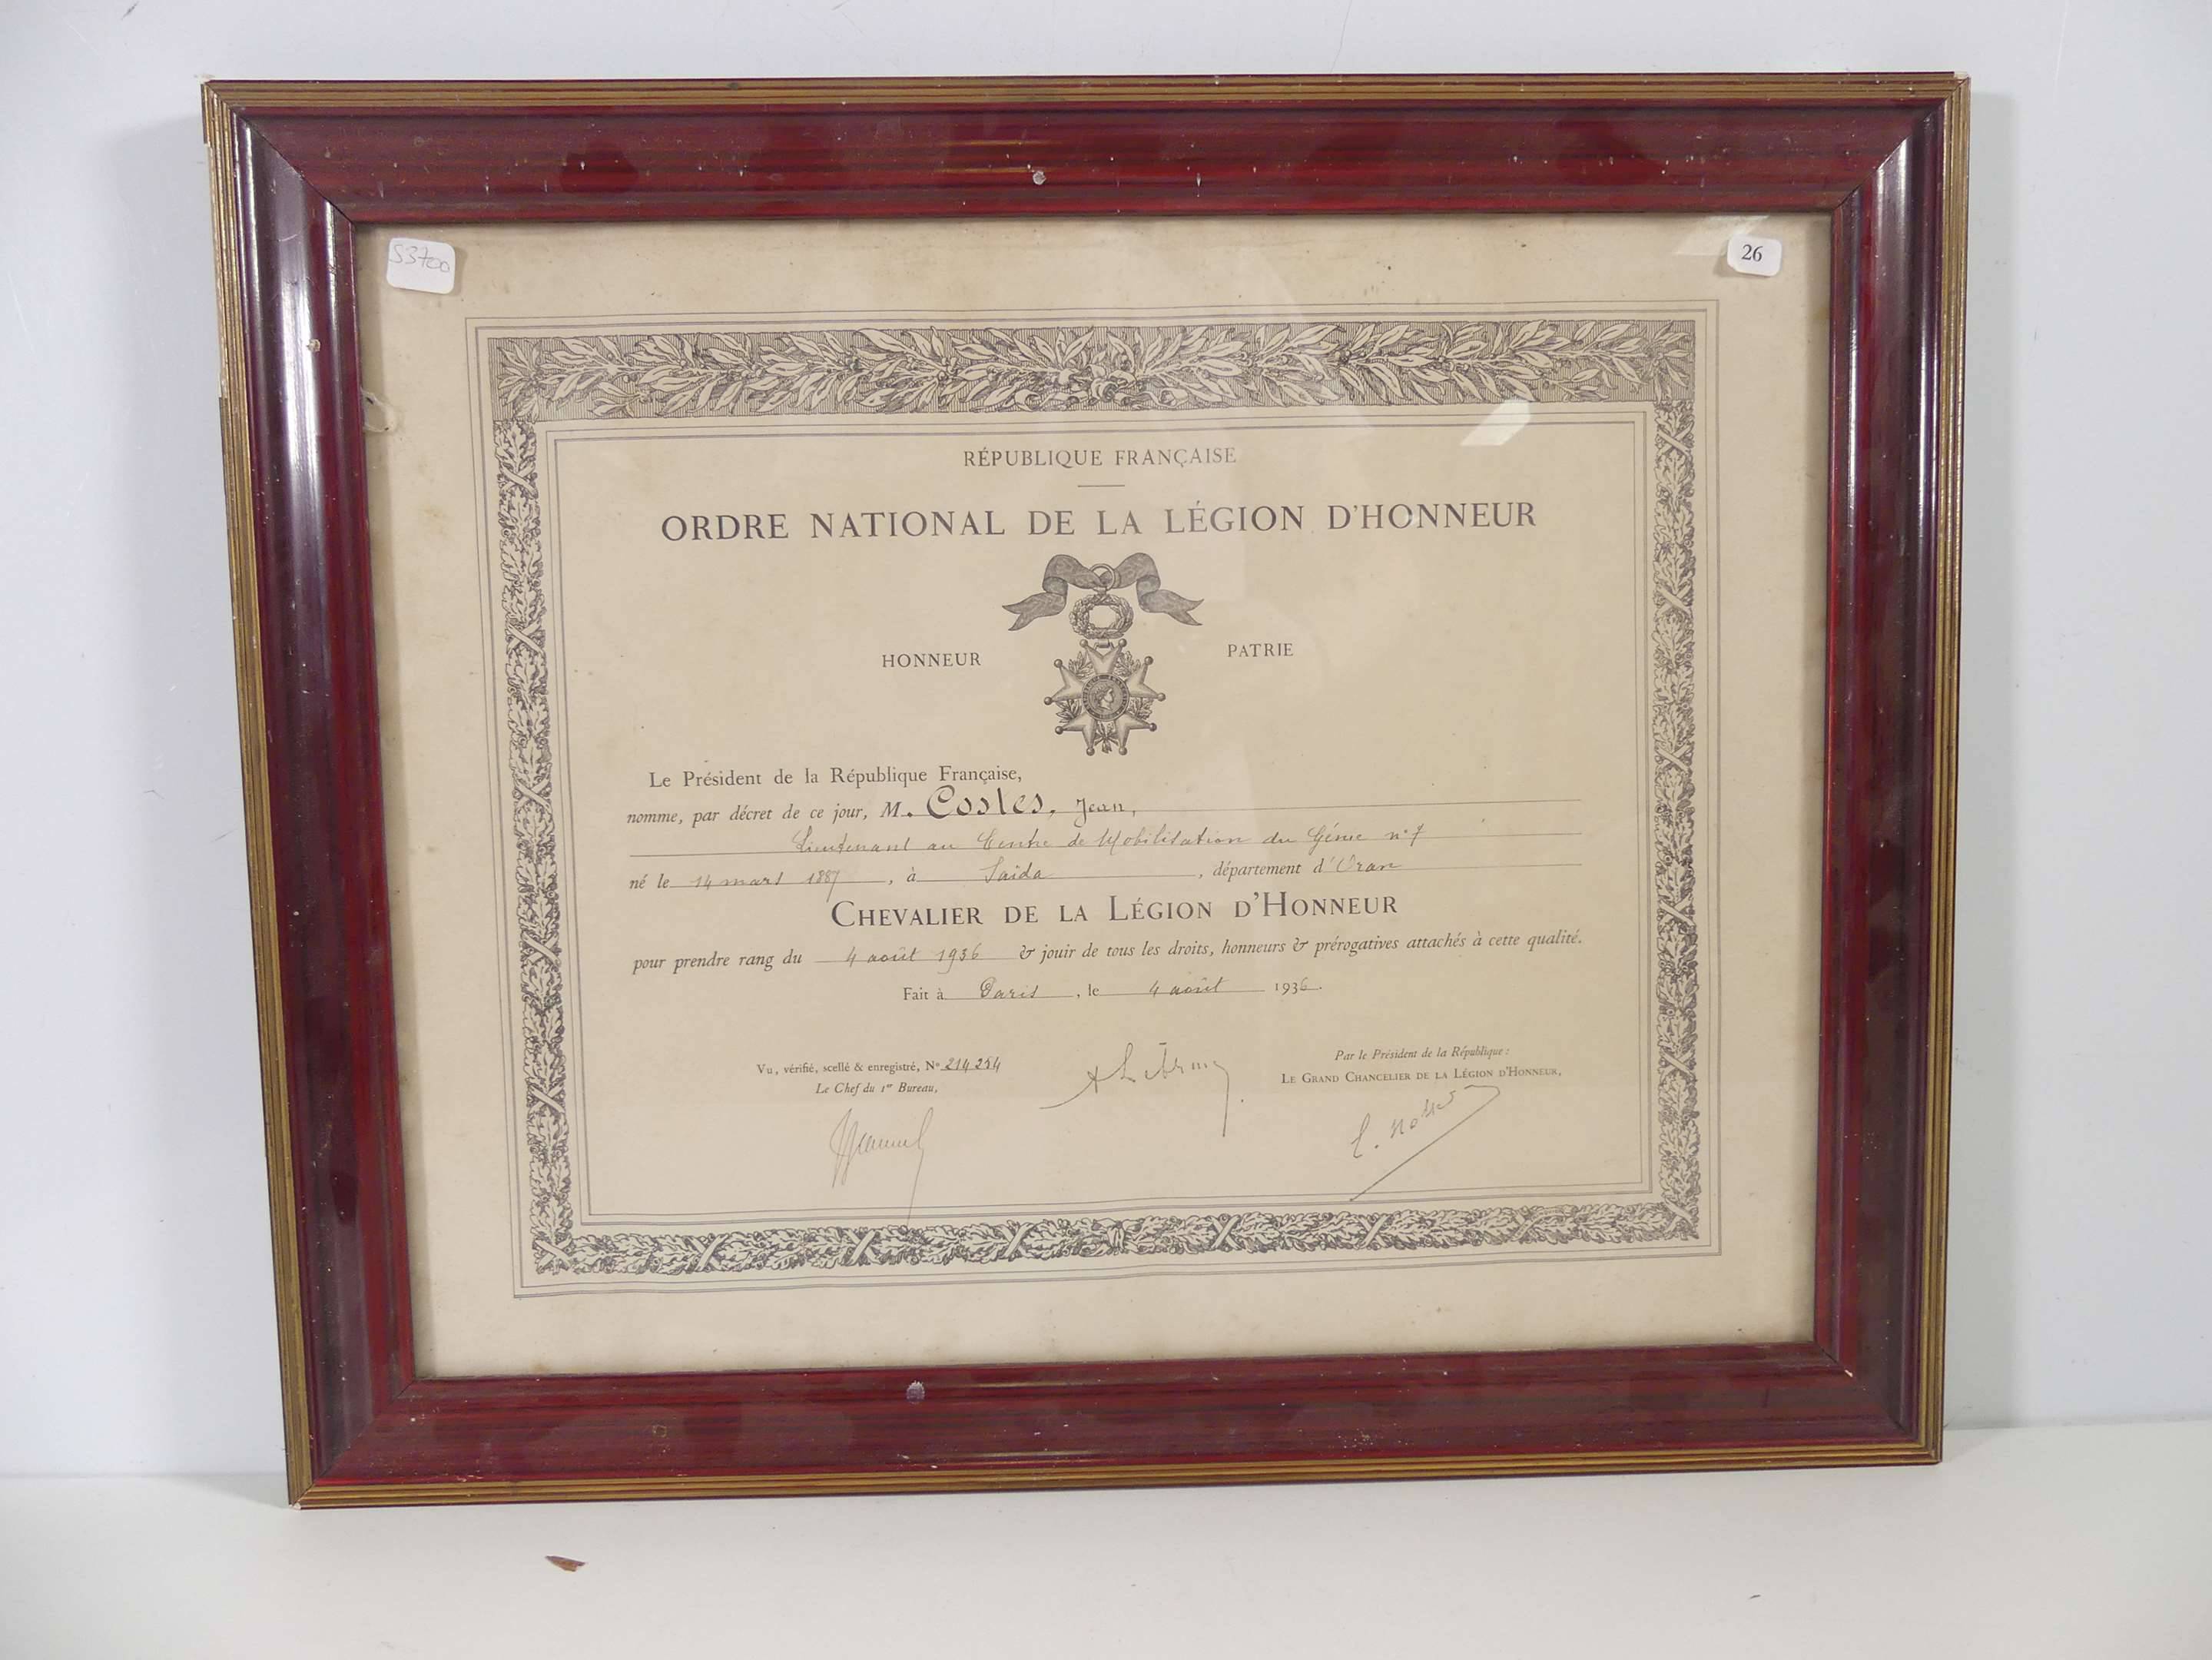 53700
26
RÉPUBLIQUE FRANÇAISE
ORDRE NATIONAL DE LA LÉGION D'HONNEUR
HONNEUR PATRIE
Le Président de la République Française,
nomme, par décret de ce jour, M. Costes, Jean,
Lieutenant au Centre de Mobilisation du Génie n° 7
né le 14 mars 1887, à Saïda, département d'Oran
CHEVALIER DE LA LÉGION D'HONNEUR
pour prendre rang du 4 août 1936 & jouir de tous les droits, honneurs & prérogatives attachés à cette qualité.
Fait à Paris, le 4 août 1936.
Vu, vérifié, scellé & enregistré, N° 214254
Le Chef du 1er Bureau,
Par le Président de la République :
LE GRAND CHANCELIER DE LA LÉGION D'HONNEUR,